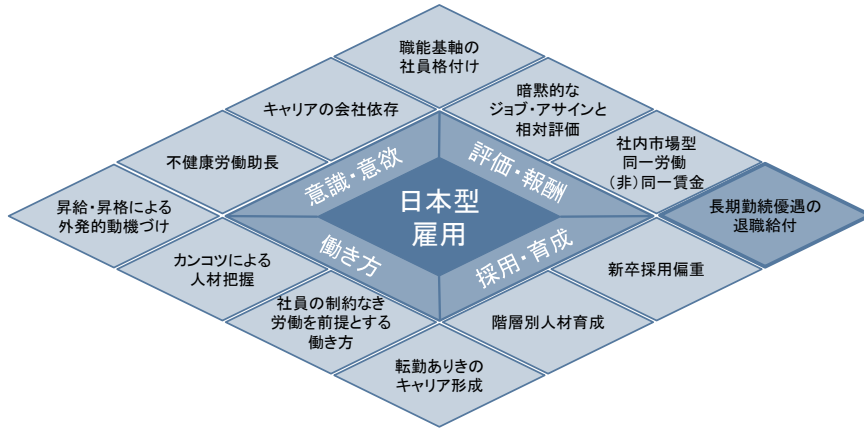 職能基軸の
社員格付け
キャリアの会社依存
暗黙的な
ジョブ・アサインと
相対評価
不健康労働助長
社内市場型
同一労働
(非)同一賃金
意識・意欲
評価・報酬
昇給・昇格による
外発的動機づけ
日本型
雇用
長期勤続優遇の
退職給付
働き方
採用・育成
カンコツによる
人材把握
新卒採用偏重
社員の制約なき
労働を前提とする
働き方
階層別人材育成
転勤ありきの
キャリア形成